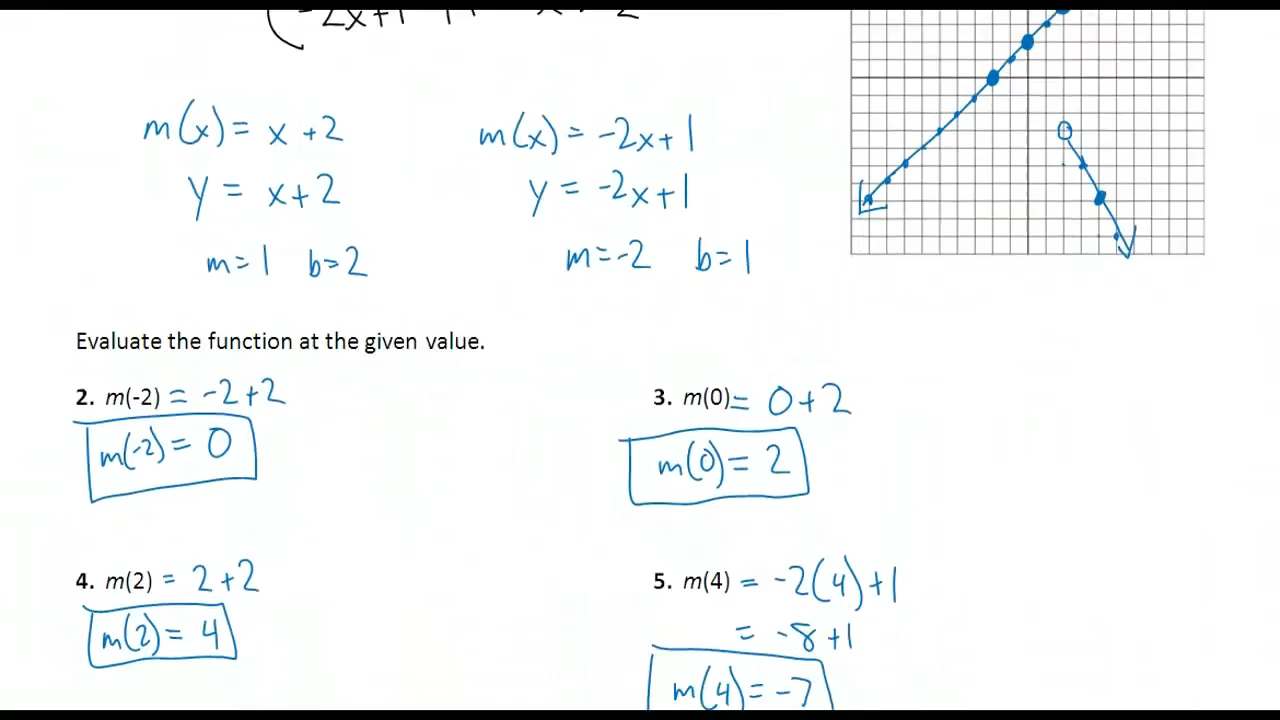 -2x+1
m(x) = x +2
m(x) = -2x+1
y = x+2
y = -2x+1
m=1 b=2
m=-2 b=1
Evaluate the function at the given value.
2. m(-2) = -2+2
3. m(0)= 0+2
m(-2) = 0
m(0) = 2
4. m(2) = 2+2
5. m(4) = -2(4)+1
m(2) = 4
= -8+1
m(4) = -7